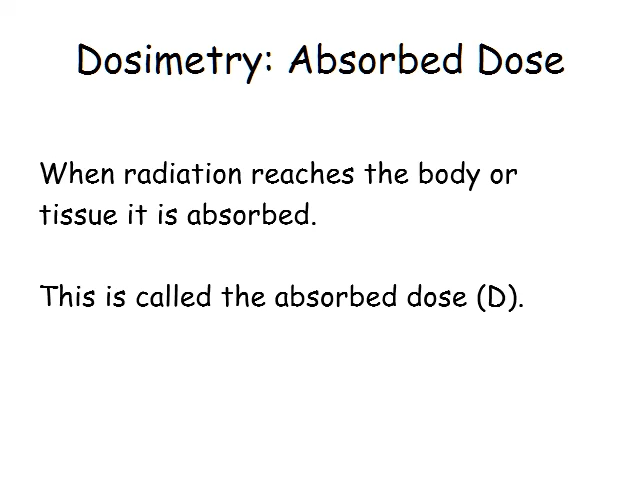 Dosimetry: Absorbed Dose
When radiation reaches the body or
tissue it is absorbed.
This is called the absorbed dose (D).